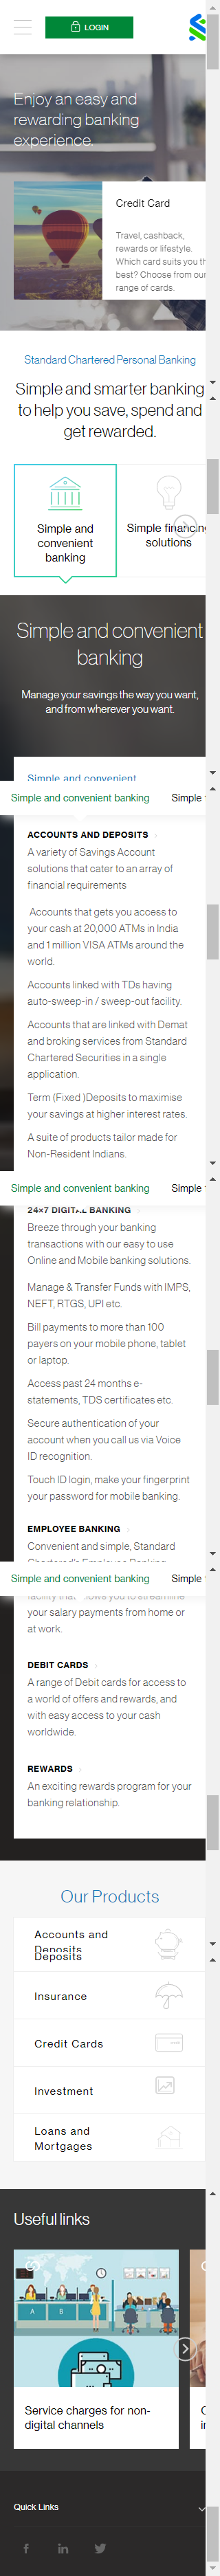 LOGIN
Enjoy an easy and
rewarding banking
experience.
Credit Card
Travel, cashback,
rewards or lifestyle.
Which card suits you
best? Choose from our
range of cards.
Standard Chartered Personal Banking
Simple and smarter banking
to help you save, spend and
get rewarded.
Simple and
convenient
banking
Simple financing
solutions
Simple and convenient
banking
Manage your savings the way you want,
and from wherever you want.
Simple and convenient
Simple and convenient banking
Simple
ACCOUNTS AND DEPOSITS
A variety of Savings Account
solutions that cater to an array of
financial requirements
Accounts that gets you access to
your cash at 20,000 ATMs in India
and 1 million VISA ATMs around the
world.
Accounts linked with TDs having
auto-sweep-in / sweep-out facility.
Accounts that are linked with Demat
and broking services from Standard
Chartered Securities in a single
application.
Term (Fixed )Deposits to maximise
your savings at higher interest rates.
A suite of products tailor made for
Non-Resident Indians.
Simple and convenient banking
Simple
24×7 DIGITAL BANKING
Breeze through your banking
transactions with our easy to use
Online and Mobile banking solutions.
Manage & Transfer Funds with IMPS,
NEFT, RTGS, UPI etc.
Bill payments to more than 100
payers on your mobile phone, tablet
or laptop.
Access past 24 months e-
statements, TDS certificates etc.
Secure authentication of your
account when you call us via Voice
ID recognition.
Touch ID login, make your fingerprint
your password for mobile banking.
EMPLOYEE BANKING
Convenient and simple, Standard
Chartered's Employee Banking
Simple and convenient banking
Simple
facility that allows you to streamline
your salary payments from home or
at work.
DEBIT CARDS
A range of Debit cards for access to
a world of offers and rewards, and
with easy access to your cash
worldwide.
REWARDS
An exciting rewards program for your
banking relationship.
Our Products
Accounts and
Deposits
Deposits
Insurance
Credit Cards
Investment
Loans and
Mortgages
Useful links
A
B
Service charges for non-
digital channels
Quick Links